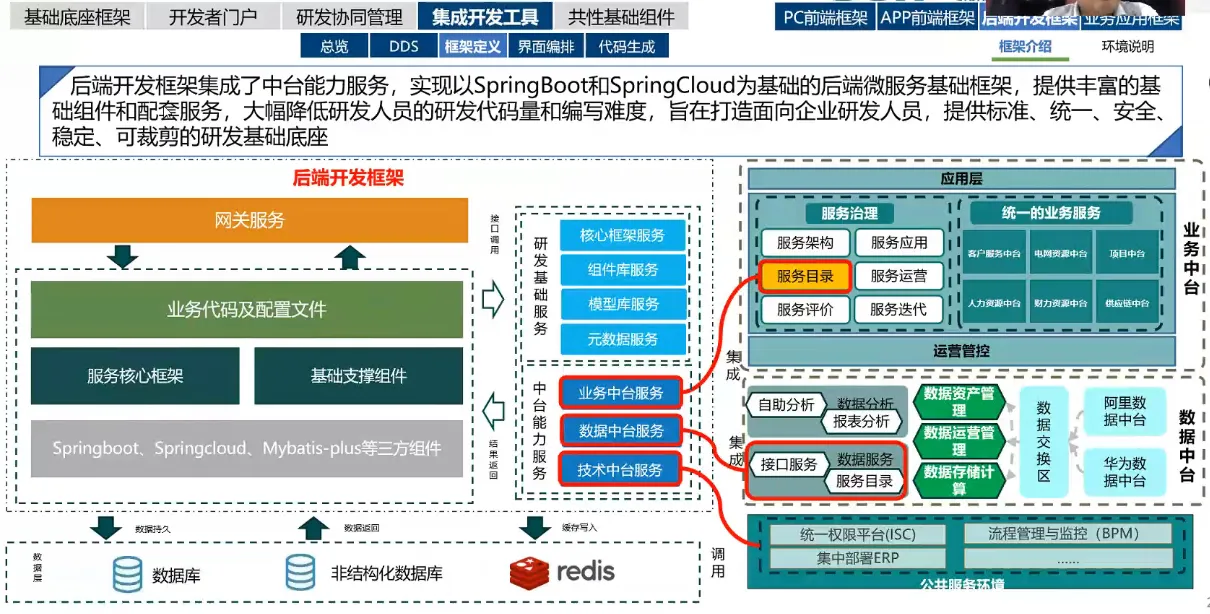 基础底座框架
开发者门户
研发协同管理
集成开发工具
共性基础组件
PC前端框架
APP前端框架
后端开发框架
业务应用框架
总览
DDS
框架定义
界面编排
代码生成
框架介绍
环境说明
后端开发框架集成了中台能力服务，实现以SpringBoot和SpringCloud为基础的后端微服务基础框架，提供丰富的基
础组件和配套服务，大幅降低研发人员的研发代码量和编写难度，旨在打造面向企业研发人员，提供标准、统一、安全、
稳定、可裁剪的研发基础底座
后端开发框架
网关服务
业务代码及配置文件
服务核心框架
基础支撑组件
Springboot、Springcloud、Mybatis-plus等三方组件
接口调用
结果返回
研发基础服务
核心框架服务
组件库服务
模型库服务
元数据服务
中台能力服务
业务中台服务
数据中台服务
技术中台服务
数据持久
数据返回
缓存写入
数据层
数据库
非结构化数据库
redis
集成
集成
调用
应用层
服务治理
服务架构
服务应用
服务目录
服务运营
服务评价
服务迭代
统一的业务服务
客户服务中台
电网资源中台
项目中台
人力资源中台
财力资源中台
供应链中台
运营管控
业务中台
自助分析
数据分析
报表分析
接口服务
数据服务
服务目录
数据资产管
理
数据运营管
理
数据存储计
算
数据交换区
阿里数
据中台
华为数
据中台
数据中台
统一权限平台(ISC)
流程管理与监控（BPM）
集中部署ERP
......
公共服务环境